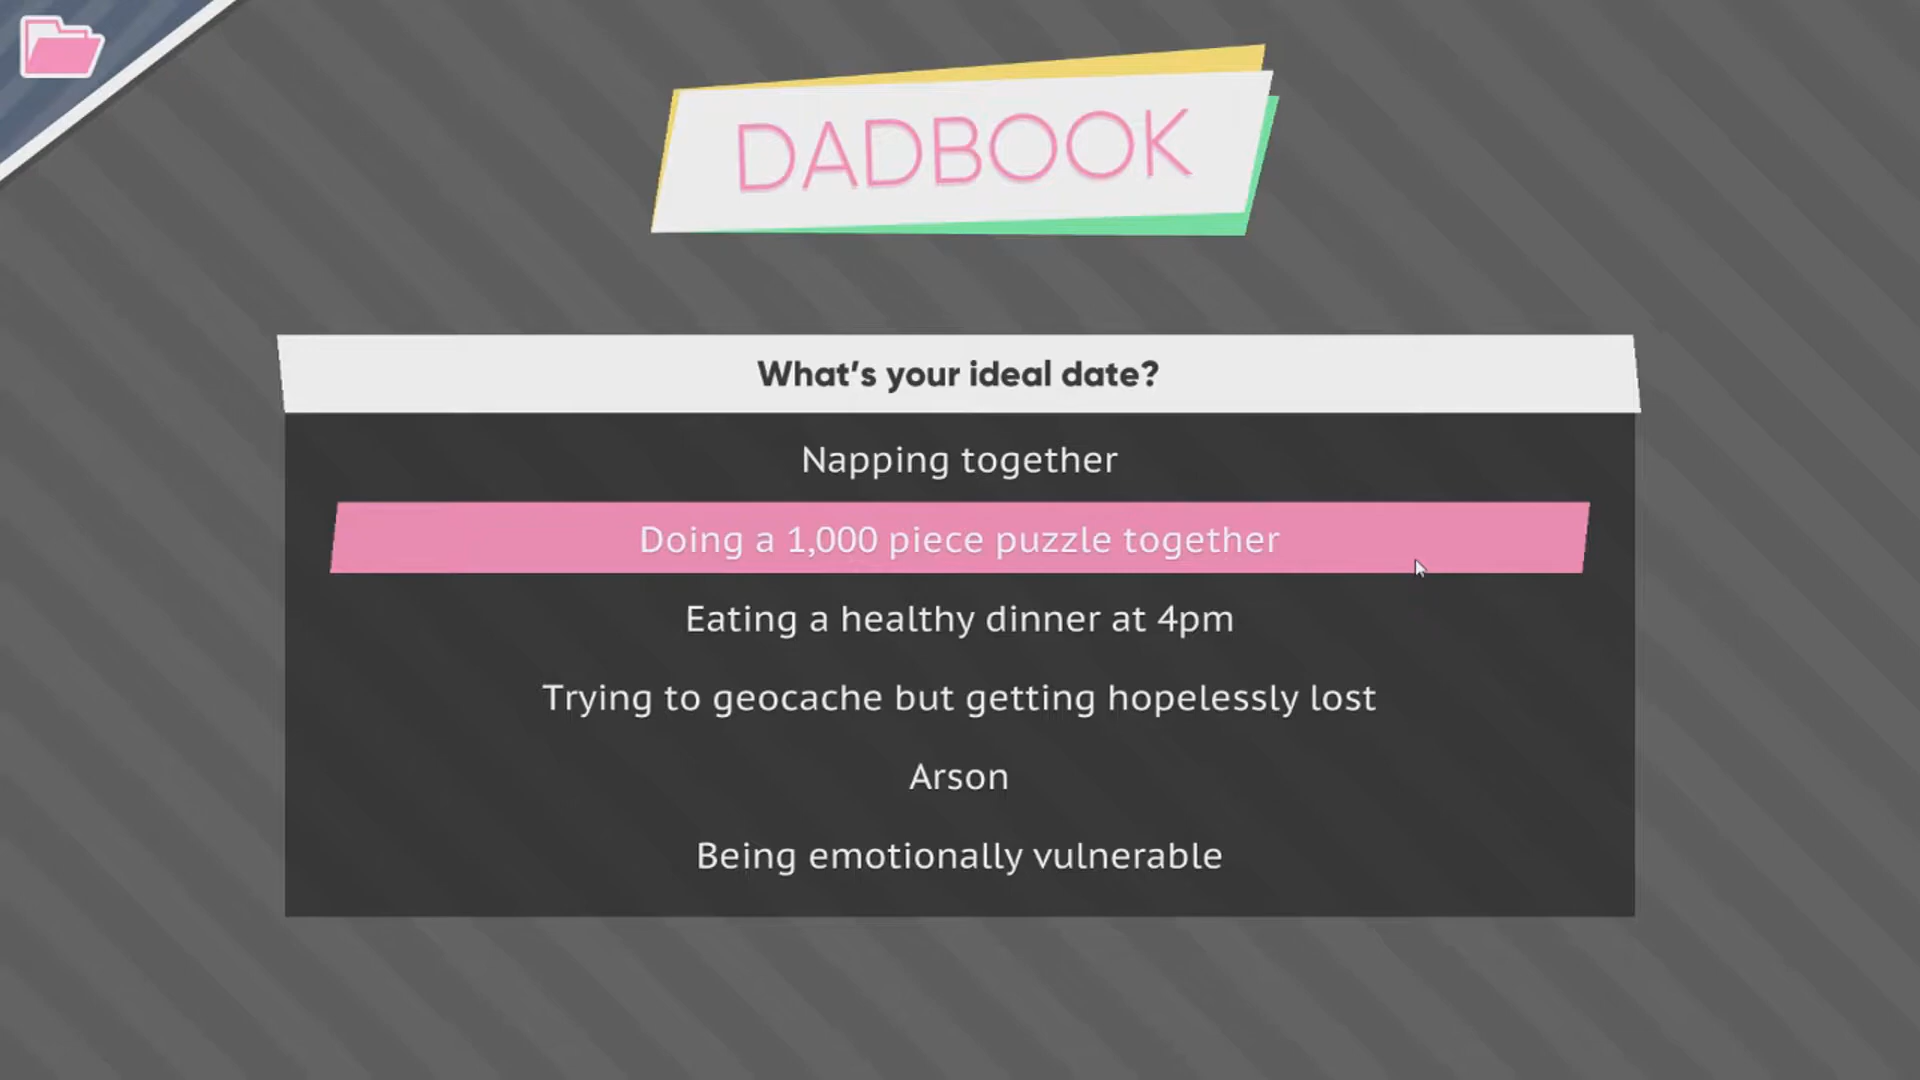 DADBOOK
What's your ideal date?
Napping together
Doing a 1,000 piece puzzle together
Eating a healthy dinner at 4pm
Trying to geocache but getting hopelessly lost
Arson
Being emotionally vulnerable